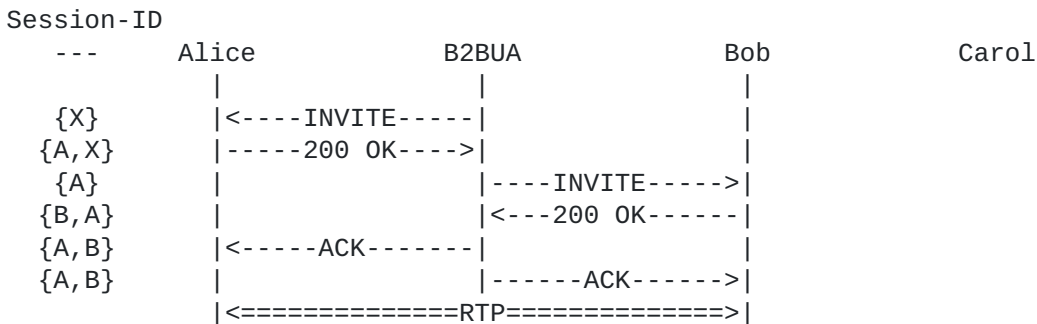 Session-ID
   ---     Alice            B2BUA             Bob            Carol
             |                |                |
   {X}       |<----INVITE-----|                |
  {A,X}      |-----200 OK---->|                |
   {A}       |                |----INVITE----->|
  {B,A}      |                |<---200 OK------|
  {A,B}      |<-----ACK-------|                |
  {A,B}      |                |------ACK------>|
             |<==============RTP==============>|